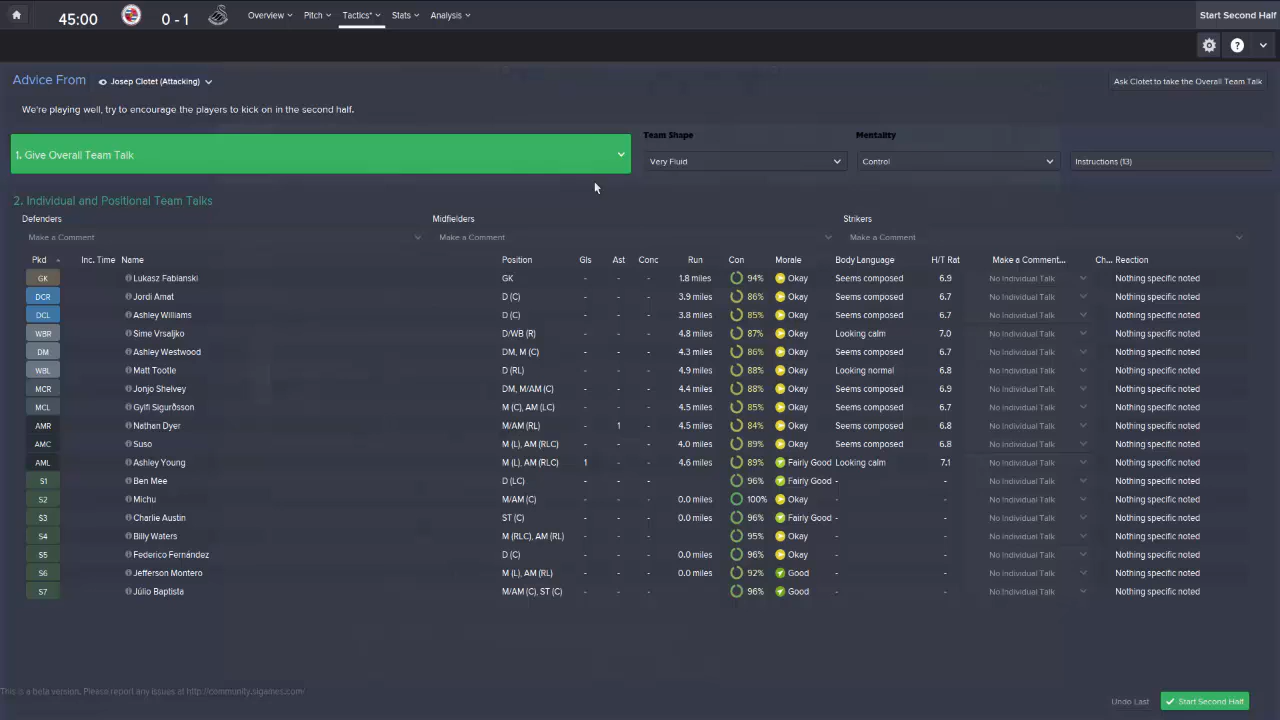 45:00 0 - 1 Overview Pitch Tactics* Stats Analysis Start Second Half
?
Advice From Josep Clotet (Attacking) Ask Clotet to take the Overall Team Talk
We're playing well, try to encourage the players to kick on in the second half.
Team Shape Mentality
1. Give Overall Team Talk Very Fluid Control Instructions (13)
2. Individual and Positional Team Talks
Defenders Midfielders Strikers
Make a Comment Make a Comment Make a Comment
Pkd Inc. Time Name Position Gls Ast Conc Run Con Morale Body Language H/T Rat Make a Comment... Ch... Reaction
GK Lukasz Fabianski GK - - - 1.8 miles 94% Okay Seems composed 6.9 No Individual Talk Nothing specific noted
DCR Jordi Amat D (C) - - - 3.9 miles 86% Okay Seems composed 6.7 No Individual Talk Nothing specific noted
DCL Ashley Williams D (C) - - - 3.8 miles 85% Okay Seems composed 6.7 No Individual Talk Nothing specific noted
WBR Sime Vrsaljko D/WB (R) - - - 4.8 miles 87% Okay Looking calm 7.0 No Individual Talk Nothing specific noted
DM Ashley Westwood DM, M (C) - - - 4.3 miles 86% Okay Seems composed 6.7 No Individual Talk Nothing specific noted
WBL Matt Tootle D (RL) - - - 4.9 miles 88% Okay Looking normal 6.8 No Individual Talk Nothing specific noted
MCR Jonjo Shelvey DM, M/AM (C) - - - 4.4 miles 88% Okay Seems composed 6.9 No Individual Talk Nothing specific noted
MCL Gylfi Sigurðsson M (C), AM (LC) - - - 4.5 miles 85% Okay Seems composed 6.7 No Individual Talk Nothing specific noted
AMR Nathan Dyer M/AM (RL) - 1 - 4.5 miles 84% Okay Seems composed 6.8 No Individual Talk Nothing specific noted
AMC Suso M (L), AM (RLC) - - - 4.0 miles 89% Okay Seems composed 6.8 No Individual Talk Nothing specific noted
AML Ashley Young M (L), AM (RLC) 1 - - 4.6 miles 89% Fairly Good Looking calm 7.1 No Individual Talk Nothing specific noted
S1 Ben Mee D (LC) - - - 96% Fairly Good - - No Individual Talk Nothing specific noted
S2 Michu M/AM (C) - - - 0.0 miles 100% Okay - - No Individual Talk Nothing specific noted
S3 Charlie Austin ST (C) - - - 0.0 miles 96% Fairly Good - - No Individual Talk Nothing specific noted
S4 Billy Waters M (RLC), AM (RL) - - - 95% Okay - - No Individual Talk Nothing specific noted
S5 Federico Fernández D (C) - - - 0.0 miles 96% Okay - - No Individual Talk Nothing specific noted
S6 Jefferson Montero M (L), AM (RL) - - - 0.0 miles 92% Good - - No Individual Talk Nothing specific noted
S7 Júlio Baptista M/AM (C), ST (C) - - - 96% Good - - No Individual Talk Nothing specific noted
This is a beta version. Please report any issues at http://community.sigames.com/
Undo Last Start Second Half